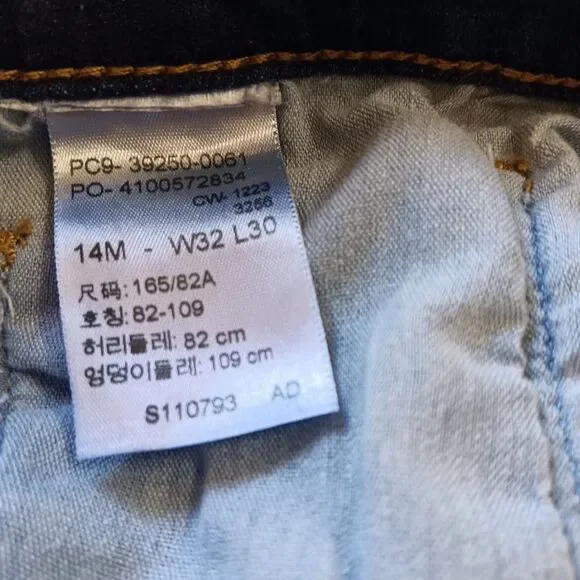 PC9- 39250-0061
PO- 4100572834
CW- 1223
3256
14M - W32 L30
尺码: 165/82A
호칭: 82-109
허리둘레: 82 cm
엉덩이둘레: 109 cm
S110793 AD